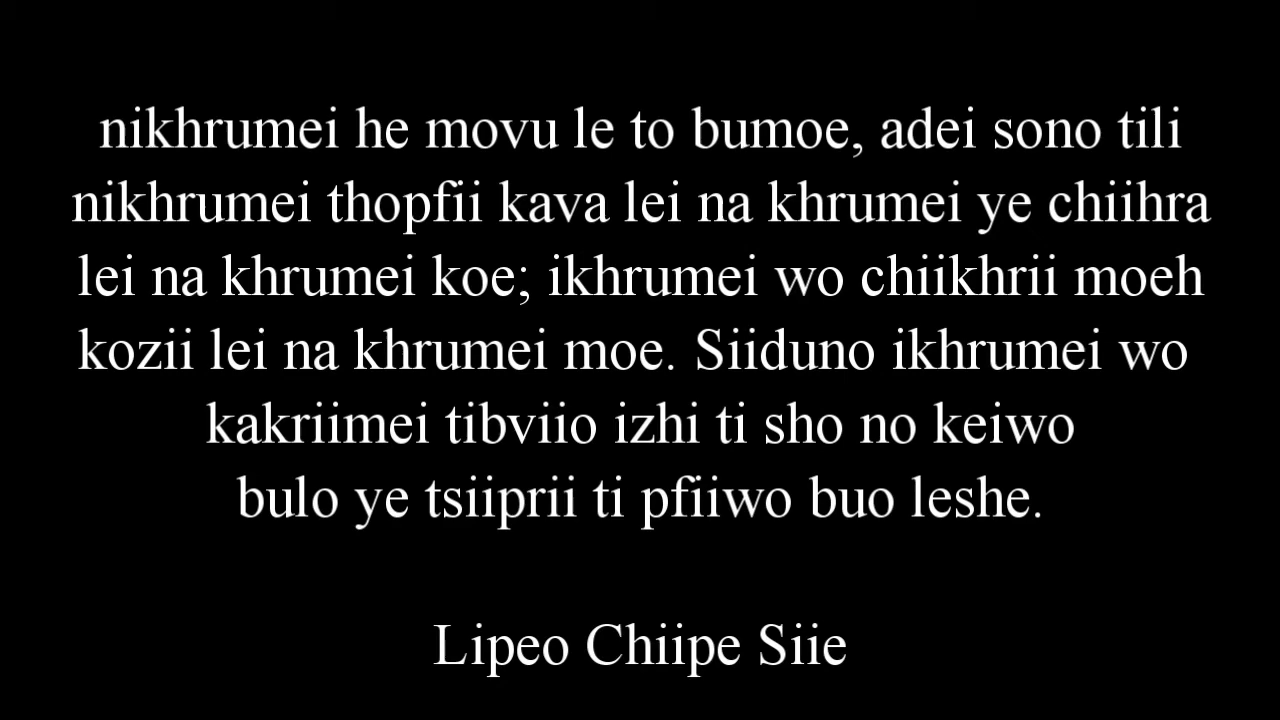 nikhrumei he movu le to bumoe, adei sono tili
nikhrumei thopfii kava lei na khrumei ye chiihra
lei na khrumei koe; ikhrumei wo chiikhrii moeh
kozii lei na khrumei moe. Siiduno ikhrumei wo
kakriimei tibviio izhi ti sho no keiwo
bulo ye tsiiprii ti pfiiwo buo leshe.
Lipeo Chiipe Siie